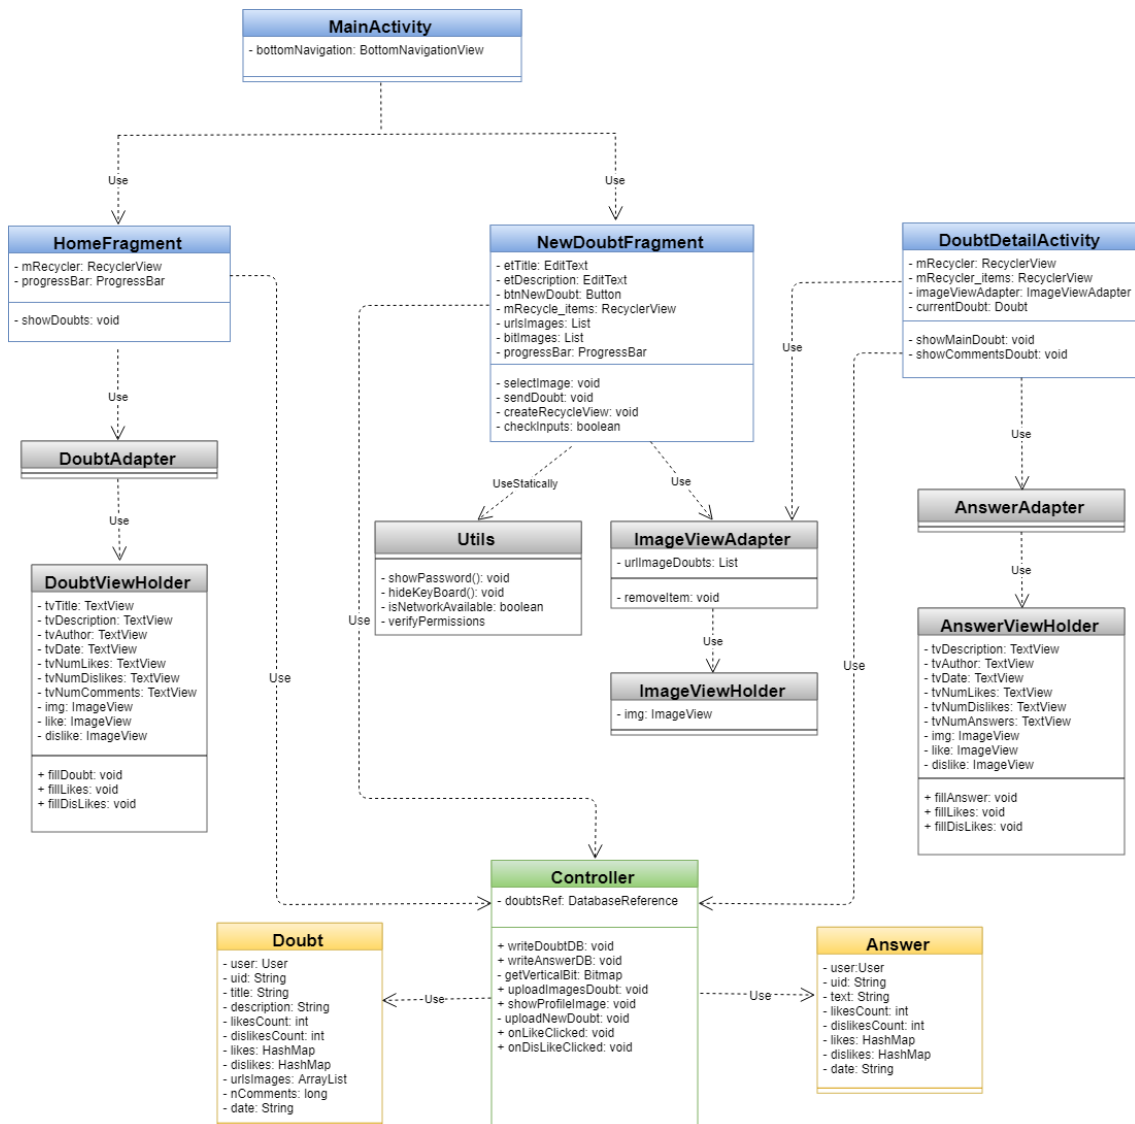 MainActivity
- bottomNavigation: BottomNavigationView
Use
Use
HomeFragment
- mRecycler: RecyclerView
- progressBar: ProgressBar
- showDoubts: void
NewDoubtFragment
- etTitle: EditText
- etDescription: EditText
- btnNewDoubt: Button
- mRecycle_items: RecyclerView
- urlsImages: List
- bitImages: List
- progressBar: ProgressBar
- selectImage: void
- sendDoubt: void
- createRecycleView: void
- checkInputs: boolean
DoubtDetailActivity
- mRecycler: RecyclerView
- mRecycler_items: RecyclerView
- imageViewAdapter: ImageViewAdapter
- currentDoubt: Doubt
- showMainDoubt: void
- showCommentsDoubt: void
Use
Use
Use
DoubtAdapter
UseStatically
Use
AnswerAdapter
Use
Utils
- showPassword(): void
- hideKeyBoard(): void
- isNetworkAvailable: boolean
- verifyPermissions
ImageViewAdapter
- urlImageDoubts: List
- removeItem: void
Use
DoubtViewHolder
- tvTitle: TextView
- tvDescription: TextView
- tvAuthor: TextView
- tvDate: TextView
- tvNumLikes: TextView
- tvNumDislikes: TextView
- tvNumComments: TextView
- img: ImageView
- like: ImageView
- dislike: ImageView
+ fillDoubt: void
+ fillLikes: void
+ fillDisLikes: void
Use
Use
Use
Use
ImageViewHolder
- img: ImageView
AnswerViewHolder
- tvDescription: TextView
- tvAuthor: TextView
- tvDate: TextView
- tvNumLikes: TextView
- tvNumDislikes: TextView
- tvNumAnswers: TextView
- img: ImageView
- like: ImageView
- dislike: ImageView
+ fillAnswer: void
+ fillLikes: void
+ fillDisLikes: void
Controller
- doubtsRef: DatabaseReference
+ writeDoubtDB: void
+ writeAnswerDB: void
- getVerticalBit: Bitmap
+ uploadImagesDoubt: void
+ showProfileImage: void
- uploadNewDoubt: void
+ onLikeClicked: void
+ onDisLikeClicked: void
Doubt
- user: User
- uid: String
- title: String
- description: String
- likesCount: int
- dislikesCount: int
- likes: HashMap
- dislikes: HashMap
- urlsImages: ArrayList
- nComments: long
- date: String
Use
Use
Answer
- user:User
- uid: String
- text: String
- likesCount: int
- dislikesCount: int
- likes: HashMap
- dislikes: HashMap
- date: String